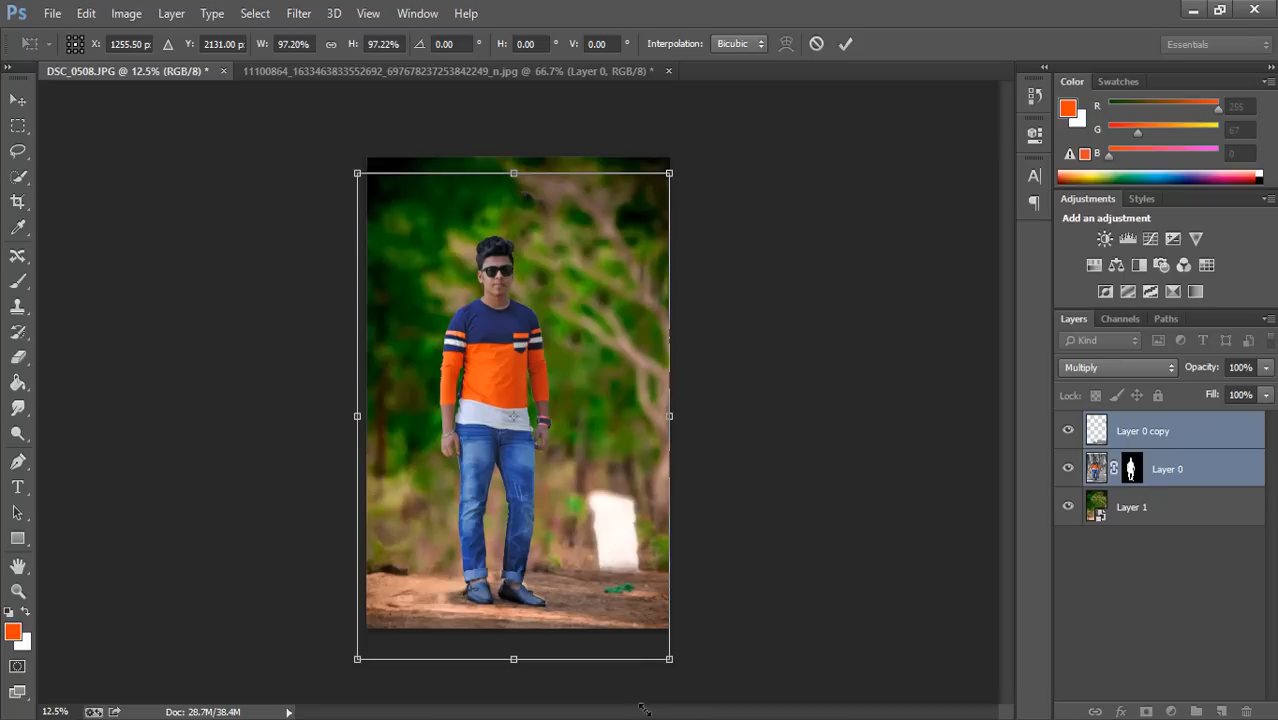 Ps File Edit Image Layer Type Select Filter 3D View Window Help
X: 1255.50 p: Y: 2131.00 p: W: 97.20% H: 97.22% 0.00 ° H: 0.00 ° V: 0.00 ° Interpolation: Bicubic Essentials
DSC_0508.JPG @ 12.5% (RGB/8) * × 11100864_1633463833552692_6976782372538422249_n.jpg @ 66.7% (Layer 0, RGB/8) * ×
Color Swatches
R 255
G 67
B 0
Adjustments Styles
Add an adjustment
Layers Channels Paths
Kind
Multiply Opacity: 100%
Lock: Fill: 100%
Layer 0 copy
Layer 0
Layer 1
12.5% Doc: 28.7M/38.4M